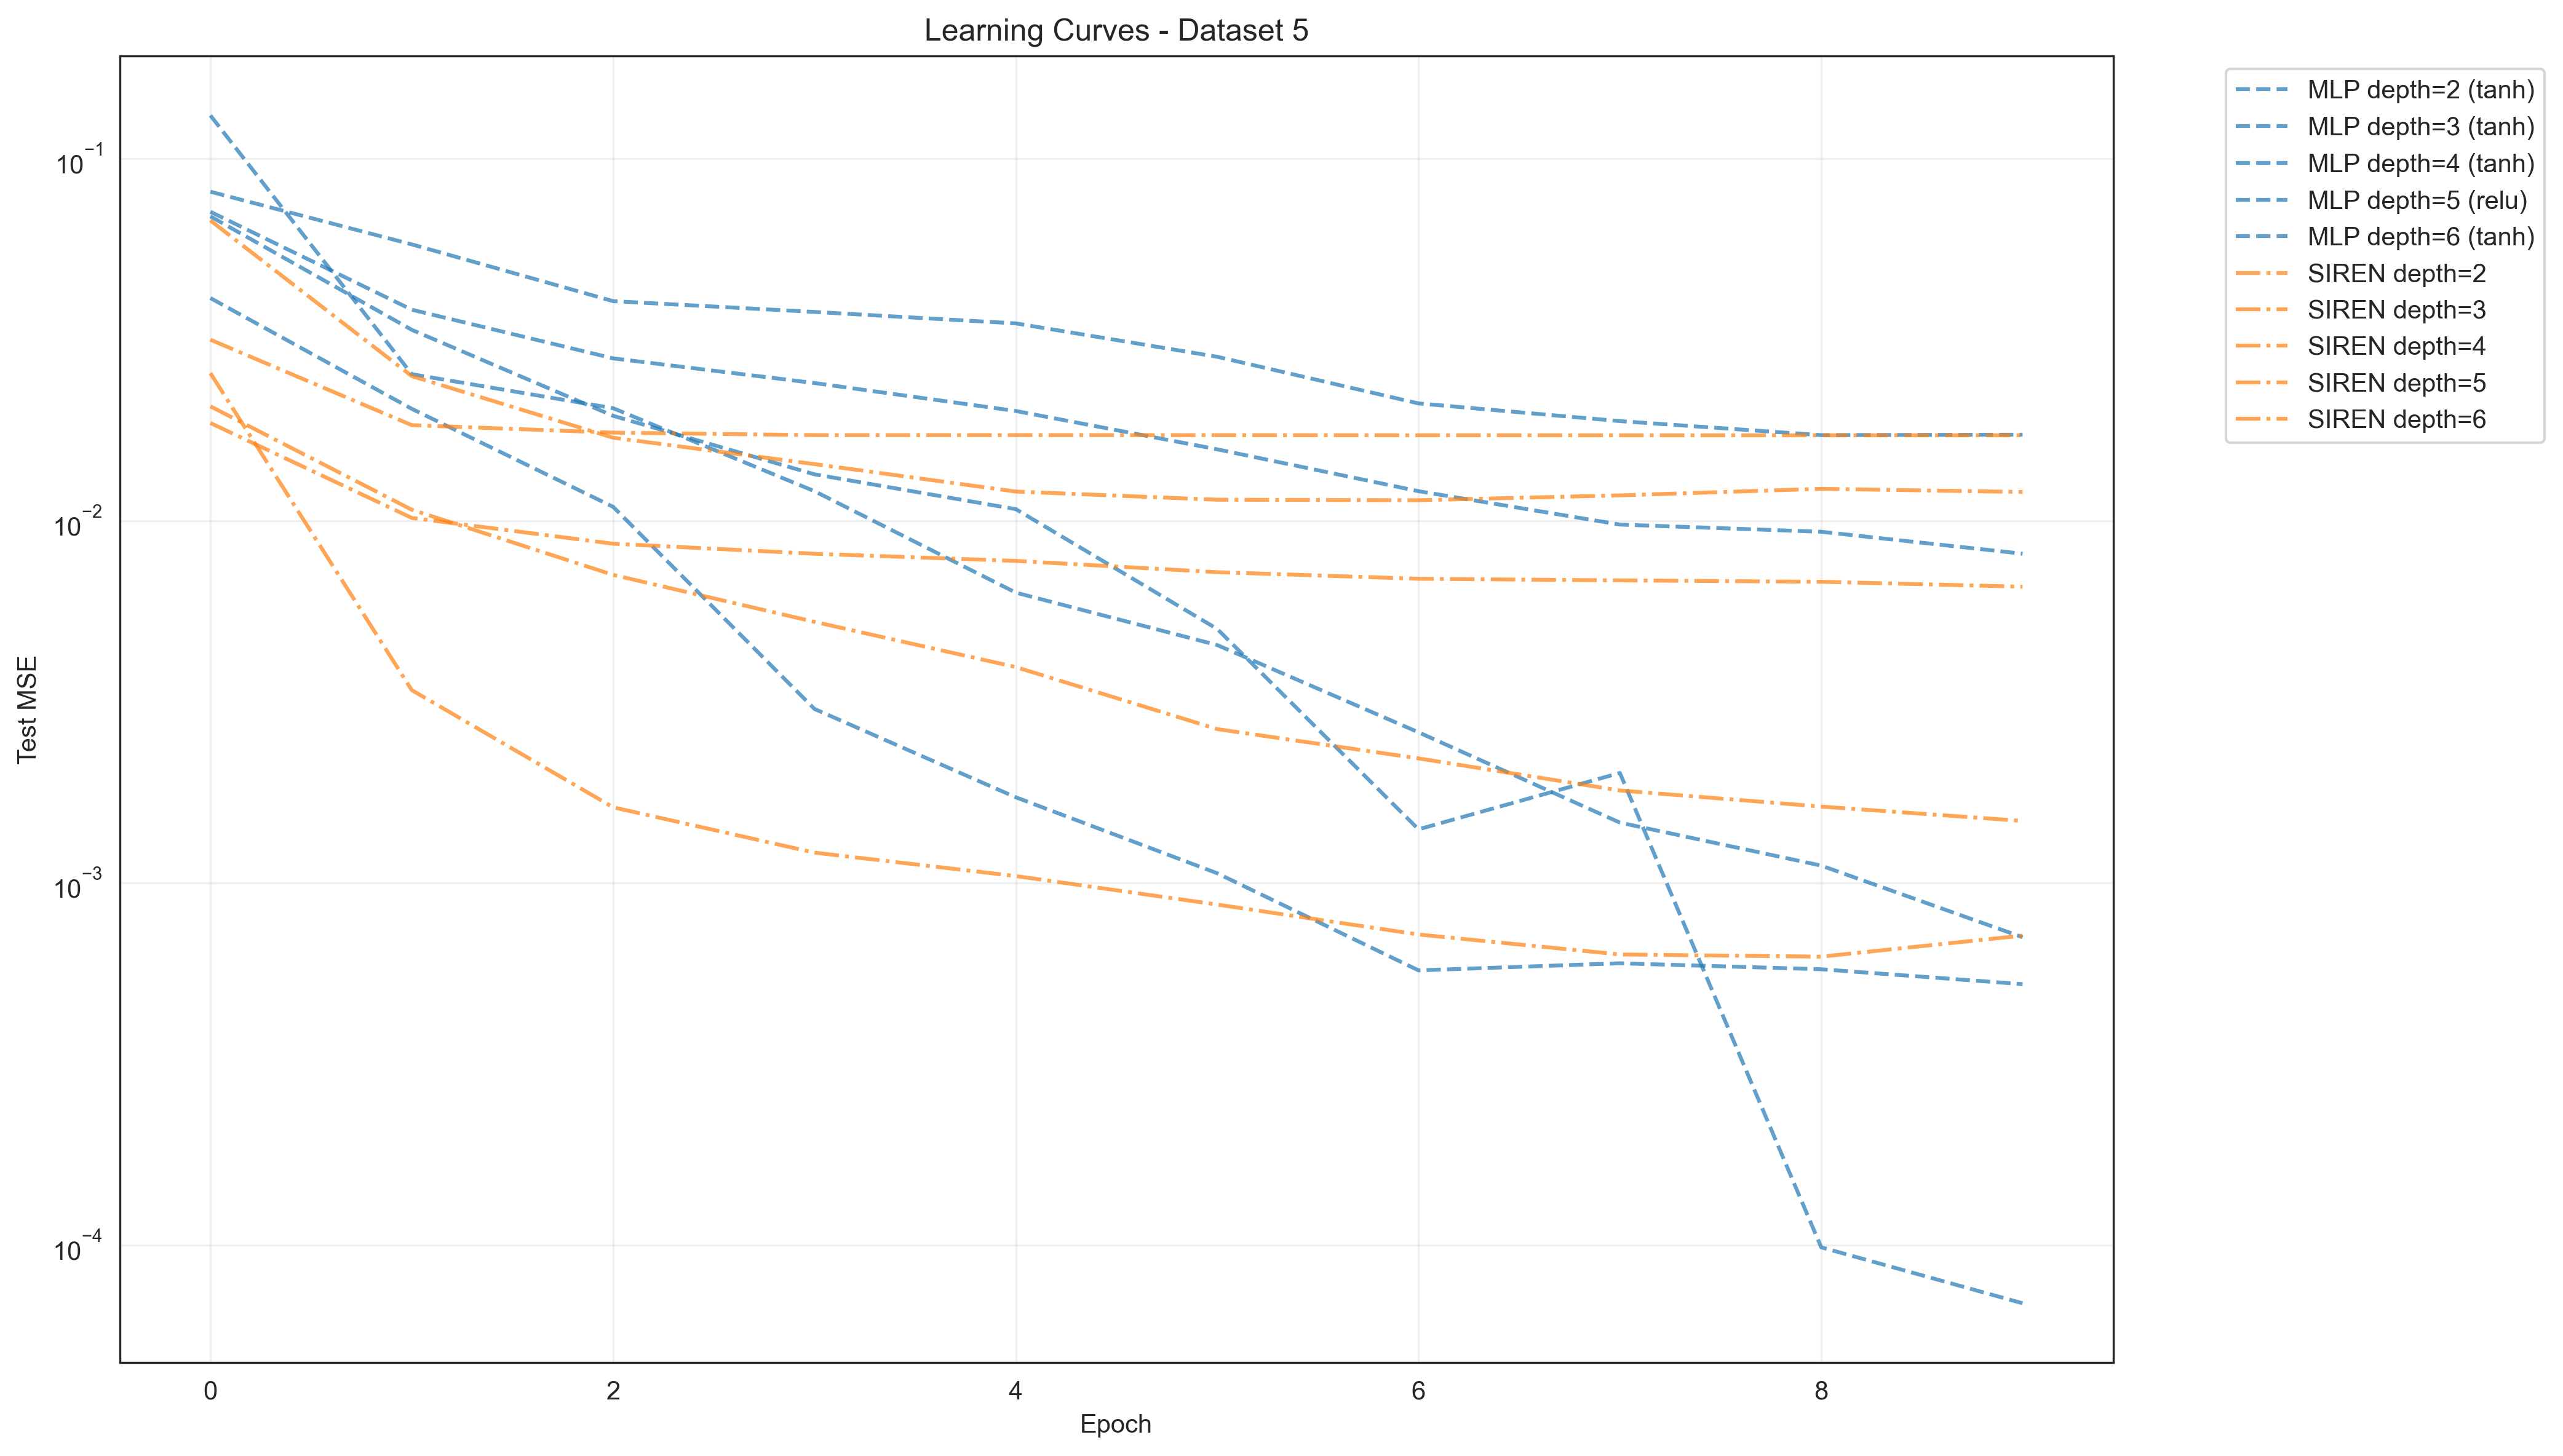 Learning Curves - Dataset 5
10⁻¹
10⁻²
10⁻³
10⁻⁴
Test MSE
0 2 4 6 8
Epoch
MLP depth=2 (tanh)
MLP depth=3 (tanh)
MLP depth=4 (tanh)
MLP depth=5 (relu)
MLP depth=6 (tanh)
SIREN depth=2
SIREN depth=3
SIREN depth=4
SIREN depth=5
SIREN depth=6